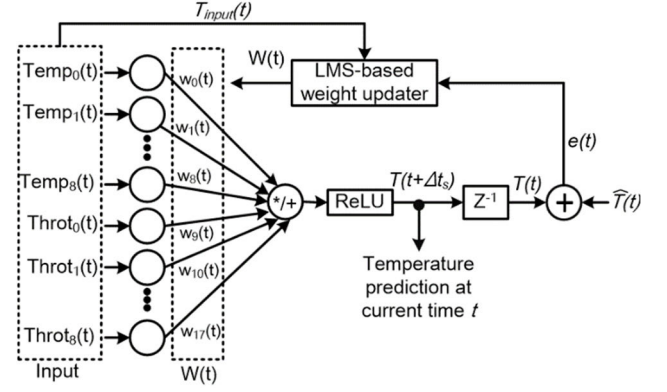 T_input(t)
W(t)
LMS-based
weight updater
Temp₀(t)
w₀(t)
Temp₁(t)
w₁(t)
e(t)
Temp₈(t)
w₈(t)
*/+
ReLU
T(t+Δtₛ)
Z⁻¹
T(t)
+
T̂(t)
Throt₀(t)
w₉(t)
Throt₁(t)
w₁₀(t)
Temperature
prediction at
current time t
Throt₈(t)
w₁₇(t)
Input
W(t)